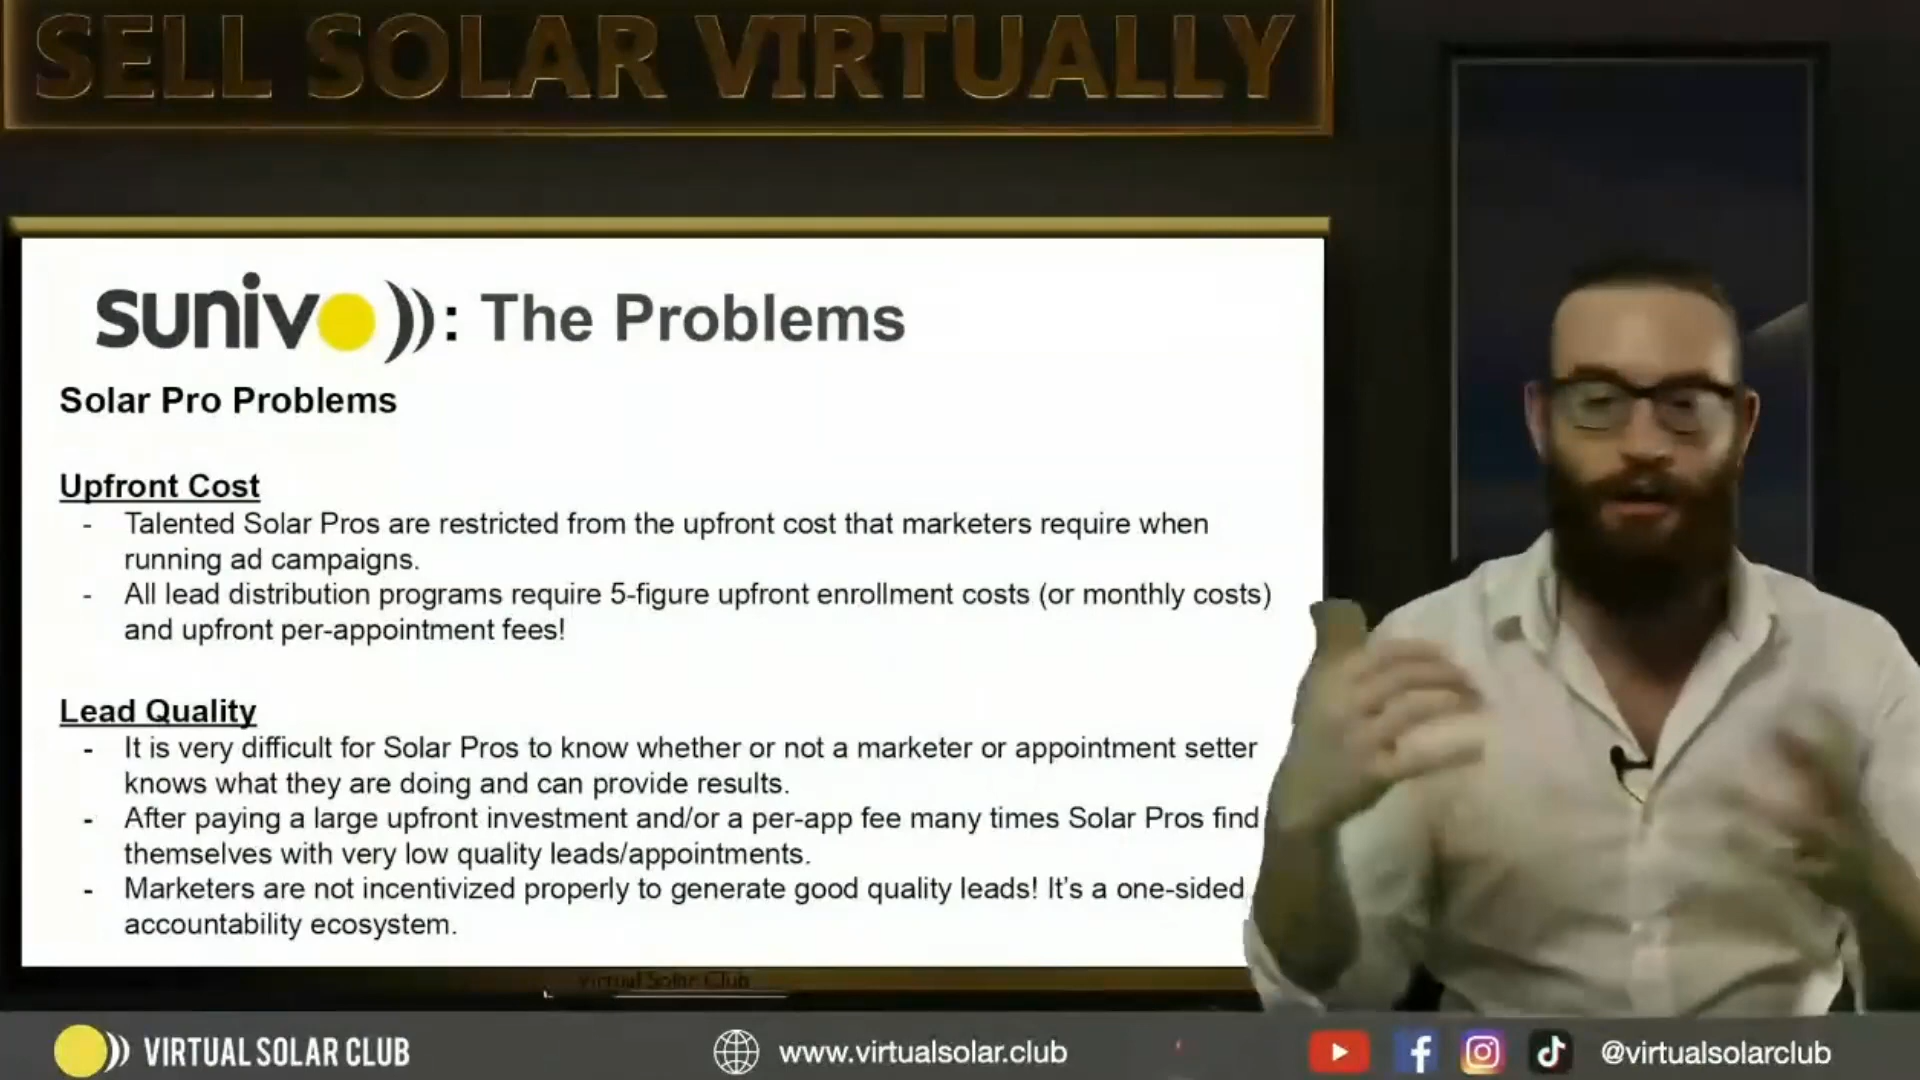 SELL SOLAR VIRTUALLY
sunivo : The Problems
Solar Pro Problems
Upfront Cost
- Talented Solar Pros are restricted from the upfront cost that marketers require when
running ad campaigns.
- All lead distribution programs require 5-figure upfront enrollment costs (or monthly costs)
and upfront per-appointment fees!
Lead Quality
- It is very difficult for Solar Pros to know whether or not a marketer or appointment setter
knows what they are doing and can provide results.
- After paying a large upfront investment and/or a per-app fee many times Solar Pros find
themselves with very low quality leads/appointments.
- Marketers are not incentivized properly to generate good quality leads! It's a one-sided
accountability ecosystem.
Virtual Solar Club
VIRTUAL SOLAR CLUB
www.virtualsolar.club
@virtualsolarclub